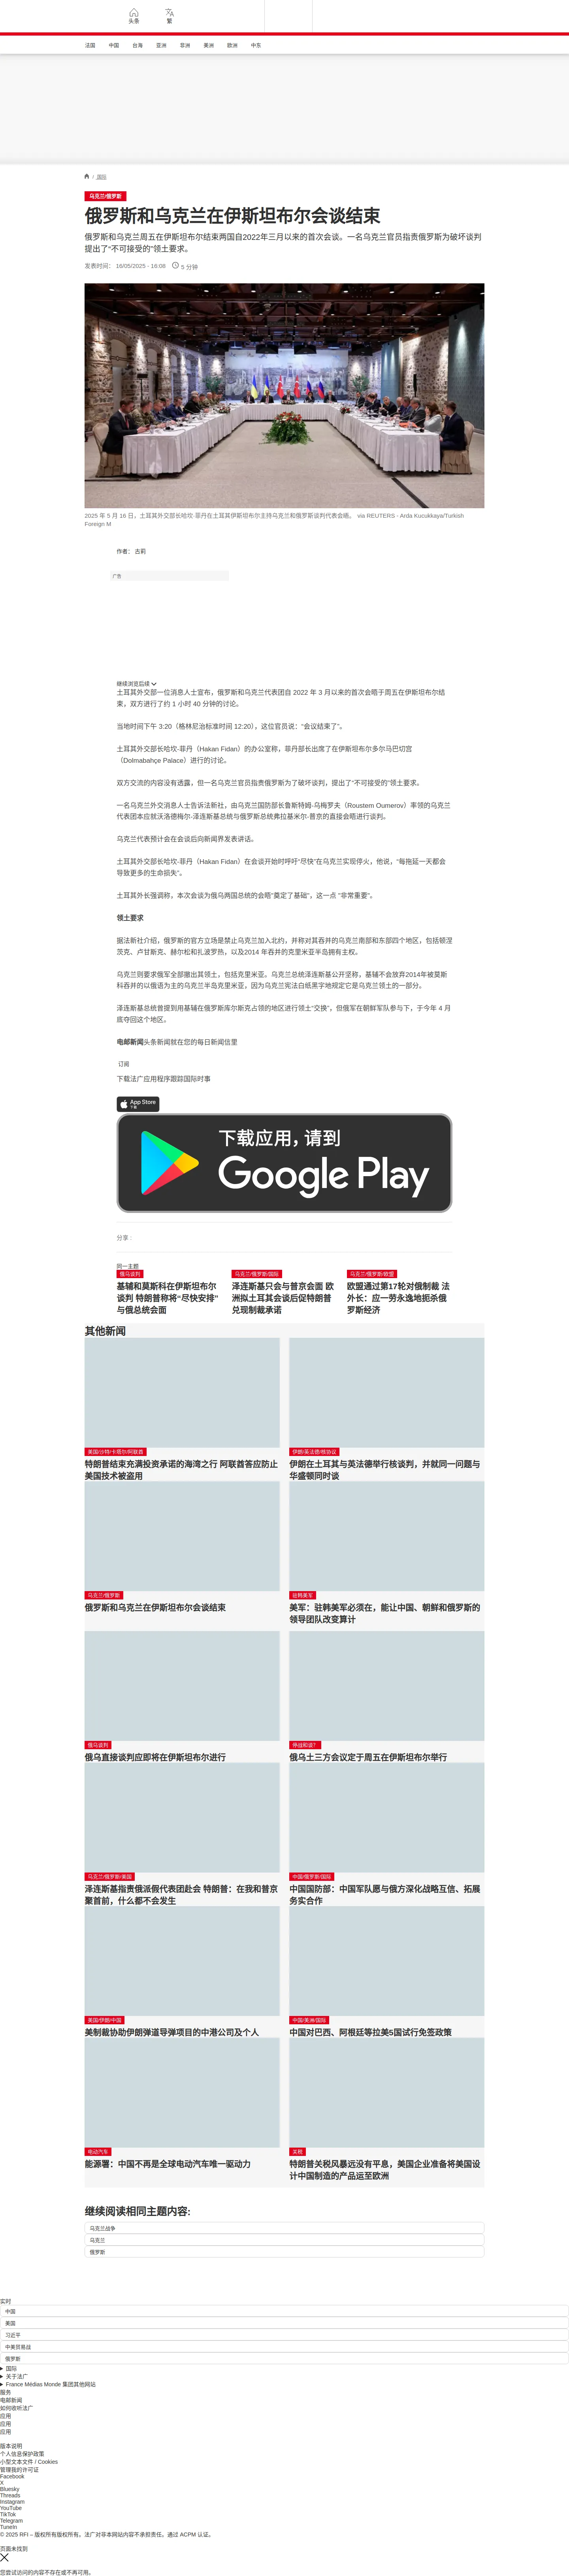 头条
繁
法国
中国
台海
亚洲
非洲
美洲
欧洲
中东
/ 国际
乌克兰/俄罗斯
俄罗斯和乌克兰在伊斯坦布尔会谈结束
俄罗斯和乌克兰周五在伊斯坦布尔结束两国自2022年三月以来的首次会谈。一名乌克兰官员指责俄罗斯为破坏谈判
提出了“不可接受的”领土要求。
发表时间： 16/05/2025 - 16:08
5 分钟
2025 年 5 月 16 日，土耳其外交部长哈坎·菲丹在土耳其伊斯坦布尔主持乌克兰和俄罗斯谈判代表会晤。 via REUTERS - Arda Kucukkaya/Turkish
Foreign M
作者： 古莉
广告
继续浏览后续
土耳其外交部一位消息人士宣布，俄罗斯和乌克兰代表团自 2022 年 3 月以来的首次会晤于周五在伊斯坦布尔结
束，双方进行了约 1 小时 40 分钟的讨论。
当地时间下午 3:20（格林尼治标准时间 12:20），这位官员说：“会议结束了”。
土耳其外交部长哈坎-菲丹（Hakan Fidan）的办公室称，菲丹部长出席了在伊斯坦布尔多尔马巴切宫
（Dolmabahçe Palace）进行的讨论。
双方交流的内容没有透露，但一名乌克兰官员指责俄罗斯为了破坏谈判，提出了“不可接受的”领土要求。
一名乌克兰外交消息人士告诉法新社，由乌克兰国防部长鲁斯特姆-乌梅罗夫（Roustem Oumerov）率领的乌克兰
代表团本应就沃洛德梅尔-泽连斯基总统与俄罗斯总统弗拉基米尔-普京的直接会晤进行谈判。
乌克兰代表预计会在会谈后向新闻界发表讲话。
土耳其外交部长哈坎-菲丹（Hakan Fidan）在会谈开始时呼吁“尽快”在乌克兰实现停火，他说，“每拖延一天都会
导致更多的生命损失”。
土耳其外长强调称，本次会谈为俄乌两国总统的会晤“奠定了基础”，这一点 “非常重要”。
领土要求
据法新社介绍，俄罗斯的官方立场是禁止乌克兰加入北约，并称对其吞并的乌克兰南部和东部四个地区，包括顿涅
茨克、卢甘斯克、赫尔松和扎波罗热，以及2014 年吞并的克里米亚半岛拥有主权。
乌克兰则要求俄军全部撤出其领土，包括克里米亚。乌克兰总统泽连斯基公开坚称，基辅不会放弃2014年被莫斯
科吞并的以俄语为主的乌克兰半岛克里米亚，因为乌克兰宪法白纸黑字地规定它是乌克兰领土的一部分。
泽连斯基总统曾提到用基辅在俄罗斯库尔斯克占领的地区进行领土“交换”，但俄军在朝鲜军队参与下，于今年 4 月
底夺回这个地区。
电邮新闻头条新闻就在您的每日新闻信里
订阅
下载法广应用程序跟踪国际时事
App Store
下载
下载应用，请到
Google Play
分享 :
同一主题
俄乌谈判
基辅和莫斯科在伊斯坦布尔
谈判 特朗普称将“尽快安排”
与俄总统会面
乌克兰/俄罗斯/国际
泽连斯基只会与普京会面 欧
洲拟土耳其会谈后促特朗普
兑现制裁承诺
乌克兰/俄罗斯/欧盟
欧盟通过第17轮对俄制裁 法
外长：应一劳永逸地扼杀俄
罗斯经济
其他新闻
美国/沙特/卡塔尔/阿联酋
特朗普结束充满投资承诺的海湾之行 阿联酋答应防止
美国技术被盗用
伊朗/英法德/核协议
伊朗在土耳其与英法德举行核谈判，并就同一问题与
华盛顿同时谈
乌克兰/俄罗斯
俄罗斯和乌克兰在伊斯坦布尔会谈结束
驻韩美军
美军：驻韩美军必须在，能让中国、朝鲜和俄罗斯的
领导团队改变算计
俄乌谈判
俄乌直接谈判应即将在伊斯坦布尔进行
停战和谈?
俄乌土三方会议定于周五在伊斯坦布尔举行
乌克兰/俄罗斯/美国
泽连斯基指责俄派假代表团赴会 特朗普：在我和普京
聚首前，什么都不会发生
中国/俄罗斯/国际
中国国防部：中国军队愿与俄方深化战略互信、拓展
务实合作
美国/伊朗/中国
美制裁协助伊朗弹道导弹项目的中港公司及个人
中国/美洲/国际
中国对巴西、阿根廷等拉美5国试行免签政策
电动汽车
能源署：中国不再是全球电动汽车唯一驱动力
关税
特朗普关税风暴远没有平息，美国企业准备将美国设
计中国制造的产品运至欧洲
继续阅读相同主题内容:
乌克兰战争
乌克兰
俄罗斯
实时
中国
美国
习近平
中美贸易战
俄罗斯
国际
关于法广
France Médias Monde 集团其他网站
服务
电邮新闻
如何收听法广
应用
应用
应用
版本说明
个人信息保护政策
小型文本文件 / Cookies
管理我的许可证
Facebook
X
Bluesky
Threads
Instagram
YouTube
TikTok
Telegram
TuneIn
© 2025 RFI – 版权所有版权所有。法广对非本网站内容不承担责任。通过 ACPM 认证。
页面未找到
您尝试访问的内容不存在或不再可用。